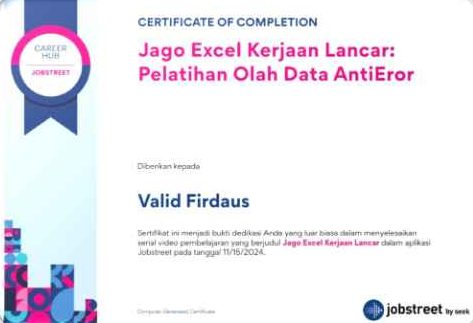 CERTIFICATE OF COMPLETION
CAREER
HUB
JOBSTREET
Jago Excel Kerjaan Lancar:
Pelatihan Olah Data AntiEror
Diberikan kepada
Valid Firdaus
Sertifikat ini menjadi bukti dedikasi Anda yang luar biasa dalam menyelesaikan
serial video pembelajaran yang berjudul Jago Excel Kerjaan Lancar dalam aplikasi
Jobstreet pada tanggal 11/15/2024.
Computer Generated Certificate
jobstreet by seek